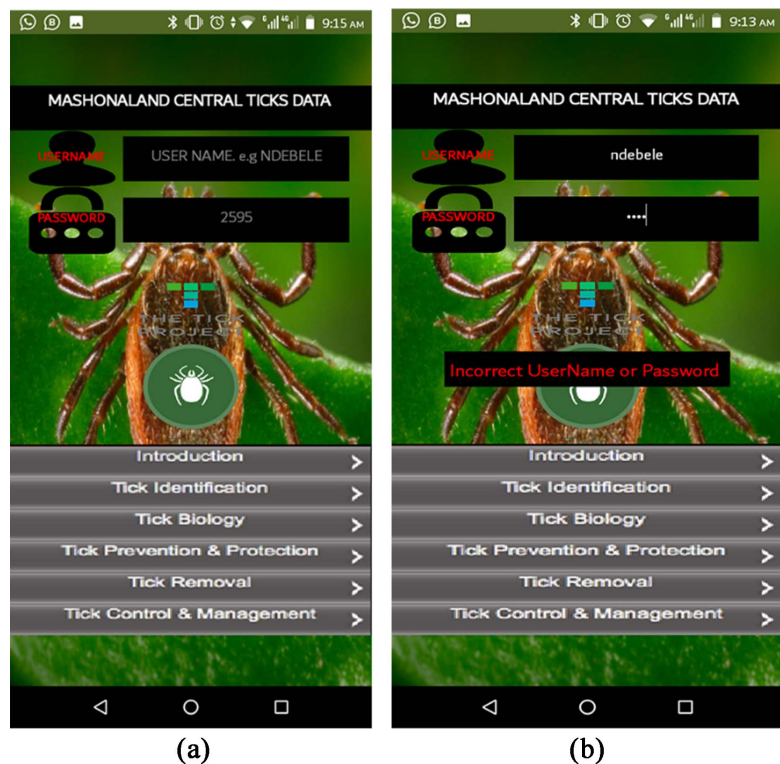 9:15 AM
MASHONALAND CENTRAL TICKS DATA
USERNAME
USER NAME. e.g NDEBELE
PASSWORD
2595
THE TICK
PROJECT
Introduction
Tick Identification
Tick Biology
Tick Prevention & Protection
Tick Removal
Tick Control & Management
(a)
9:13 AM
MASHONALAND CENTRAL TICKS DATA
USERNAME
ndebele
PASSWORD
••••
THE TICK
PROJECT
Incorrect UserName or Password
Introduction
Tick Identification
Tick Biology
Tick Prevention & Protection
Tick Removal
Tick Control & Management
(b)